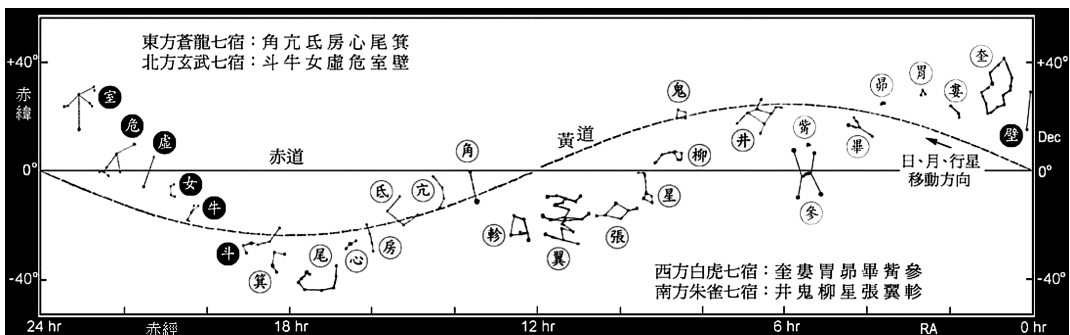 東方蒼龍七宿：角亢氐房心尾箕
北方玄武七宿：斗牛女虛危室壁
+40°
+40°
赤緯
室
危
虛
女
牛
斗
箕
尾
心
房
氐
亢
角
赤道
黃道
鬼
柳
星
張
翼
軫
井
觜
參
畢
昴
胃
婁
奎
壁
Dec
0°
0°
日、月、行星
移動方向
-40°
-40°
西方白虎七宿：奎婁胃昴畢觜參
南方朱雀七宿：井鬼柳星張翼軫
24 hr
赤經
18 hr
12 hr
6 hr
RA
0 hr